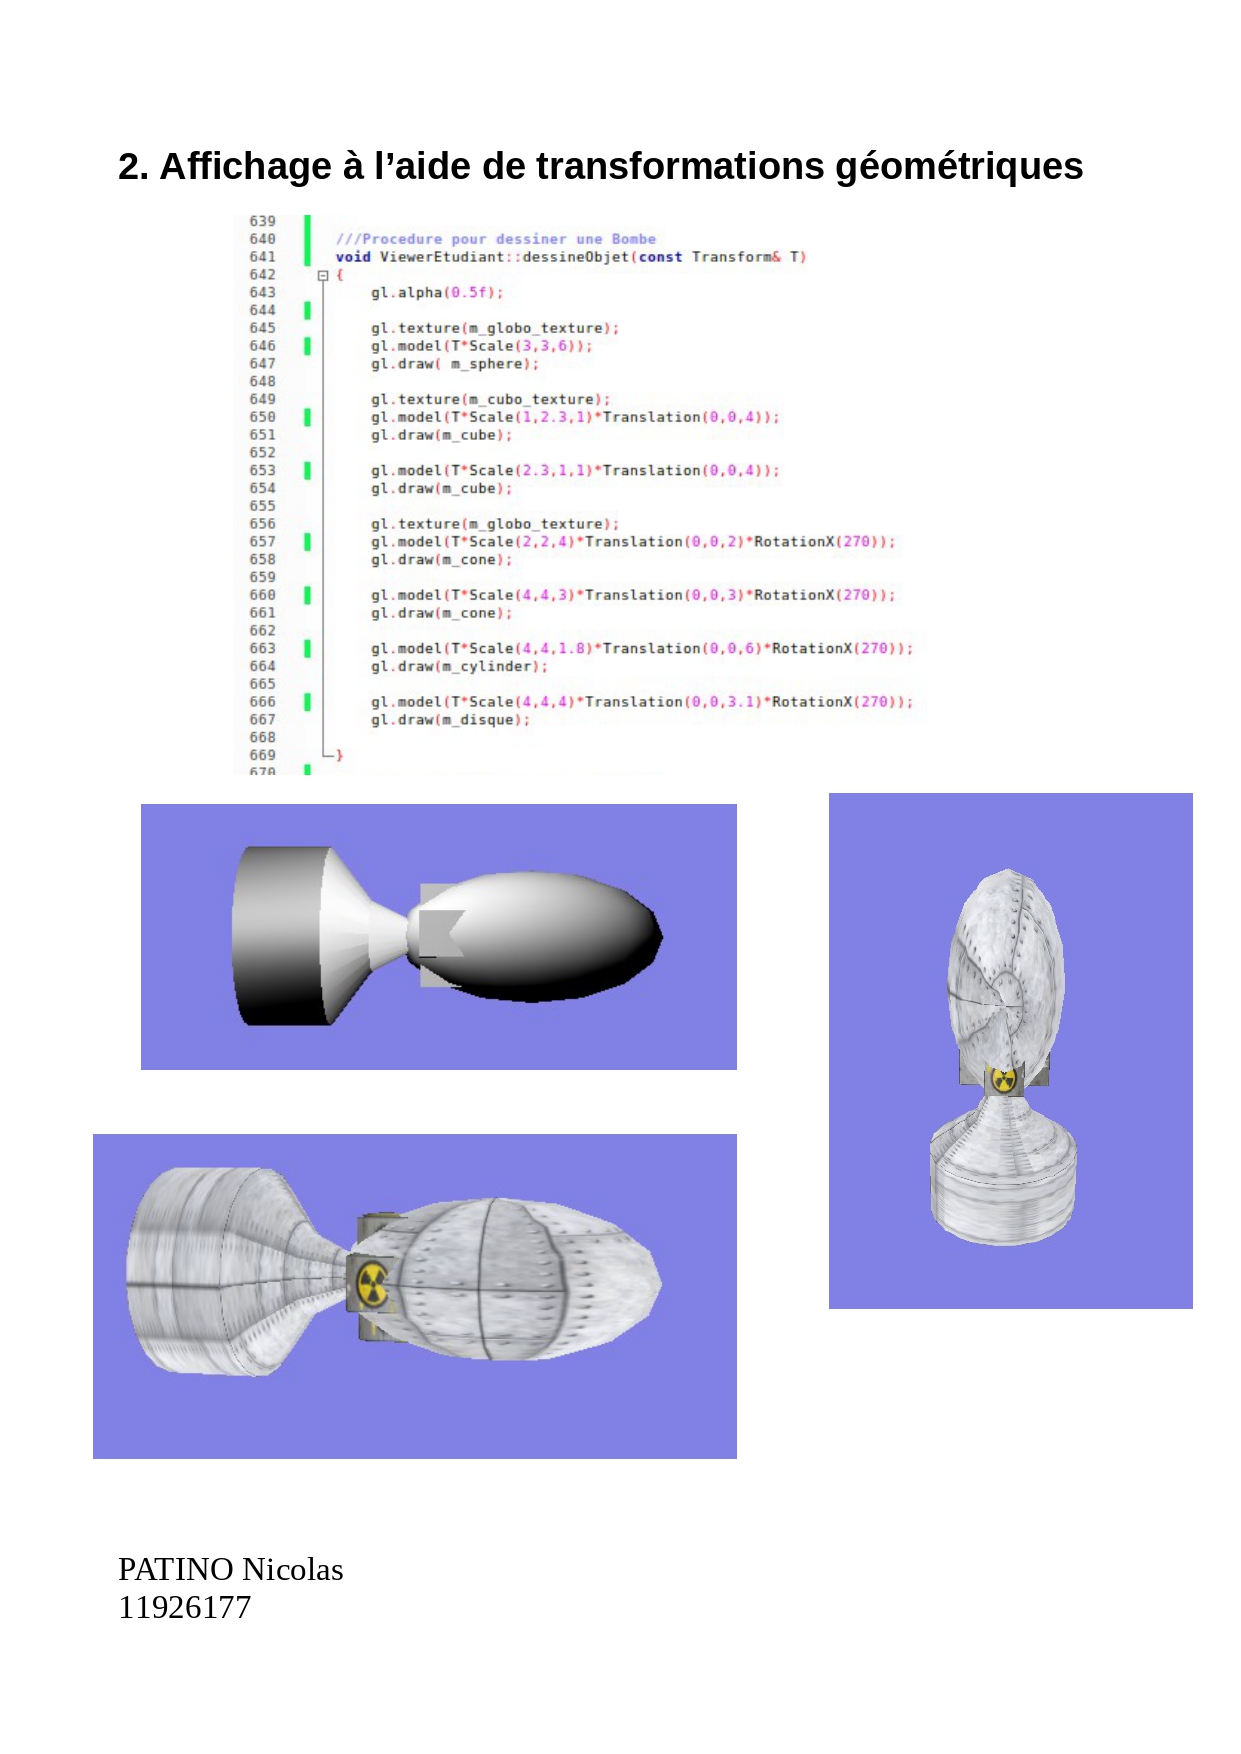 2. Affichage à l’aide de transformations géométriques
639
640 ///Procedure pour dessiner une Bombe
641 void ViewerEtudiant::dessineObjet(const Transform& T)
642 {
643 gl.alpha(0.5f);
644
645 gl.texture(m_globo_texture);
646 gl.model(T*Scale(3,3,6));
647 gl.draw( m_sphere);
648
649 gl.texture(m_cubo_texture);
650 gl.model(T*Scale(1,2.3,1)*Translation(0,0,4));
651 gl.draw(m_cube);
652
653 gl.model(T*Scale(2.3,1,1)*Translation(0,0,4));
654 gl.draw(m_cube);
655
656 gl.texture(m_globo_texture);
657 gl.model(T*Scale(2,2,4)*Translation(0,0,2)*RotationX(270));
658 gl.draw(m_cone);
659
660 gl.model(T*Scale(4,4,3)*Translation(0,0,3)*RotationX(270));
661 gl.draw(m_cone);
662
663 gl.model(T*Scale(4,4,1.8)*Translation(0,0,6)*RotationX(270));
664 gl.draw(m_cylinder);
665
666 gl.model(T*Scale(4,4,4)*Translation(0,0,3.1)*RotationX(270));
667 gl.draw(m_disque);
668
669 }
670
PATINO Nicolas
11926177